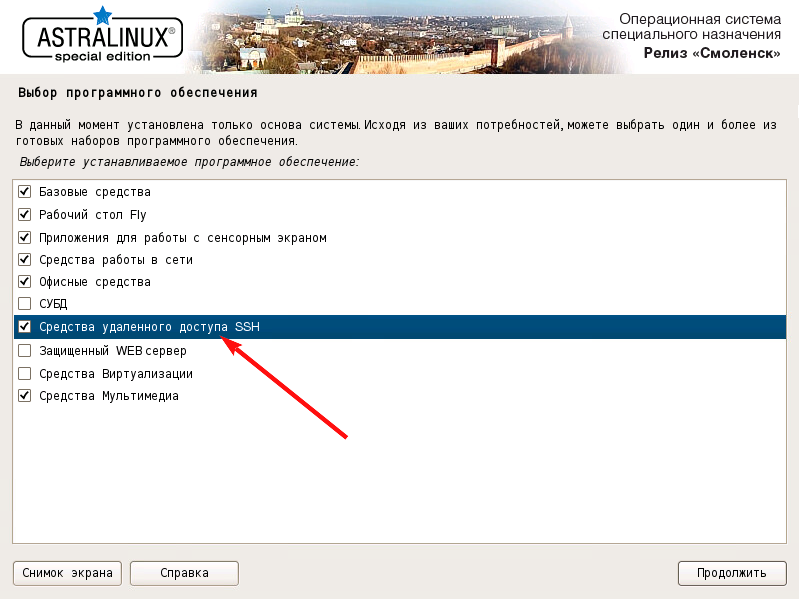 ASTRALINUX®
special edition
Операционная система
специального назначения
Релиз «Смоленск»
Выбор программного обеспечения
В данный момент установлена только основа системы. Исходя из ваших потребностей, можете выбрать один и более из
готовых наборов программного обеспечения.
Выберите устанавливаемое программное обеспечение:
Базовые средства
Рабочий стол Fly
Приложения для работы с сенсорным экраном
Средства работы в сети
Офисные средства
СУБД
Средства удаленного доступа SSH
Защищенный WEB сервер
Средства Виртуализации
Средства Мультимедиа
Снимок экрана
Справка
Продолжить